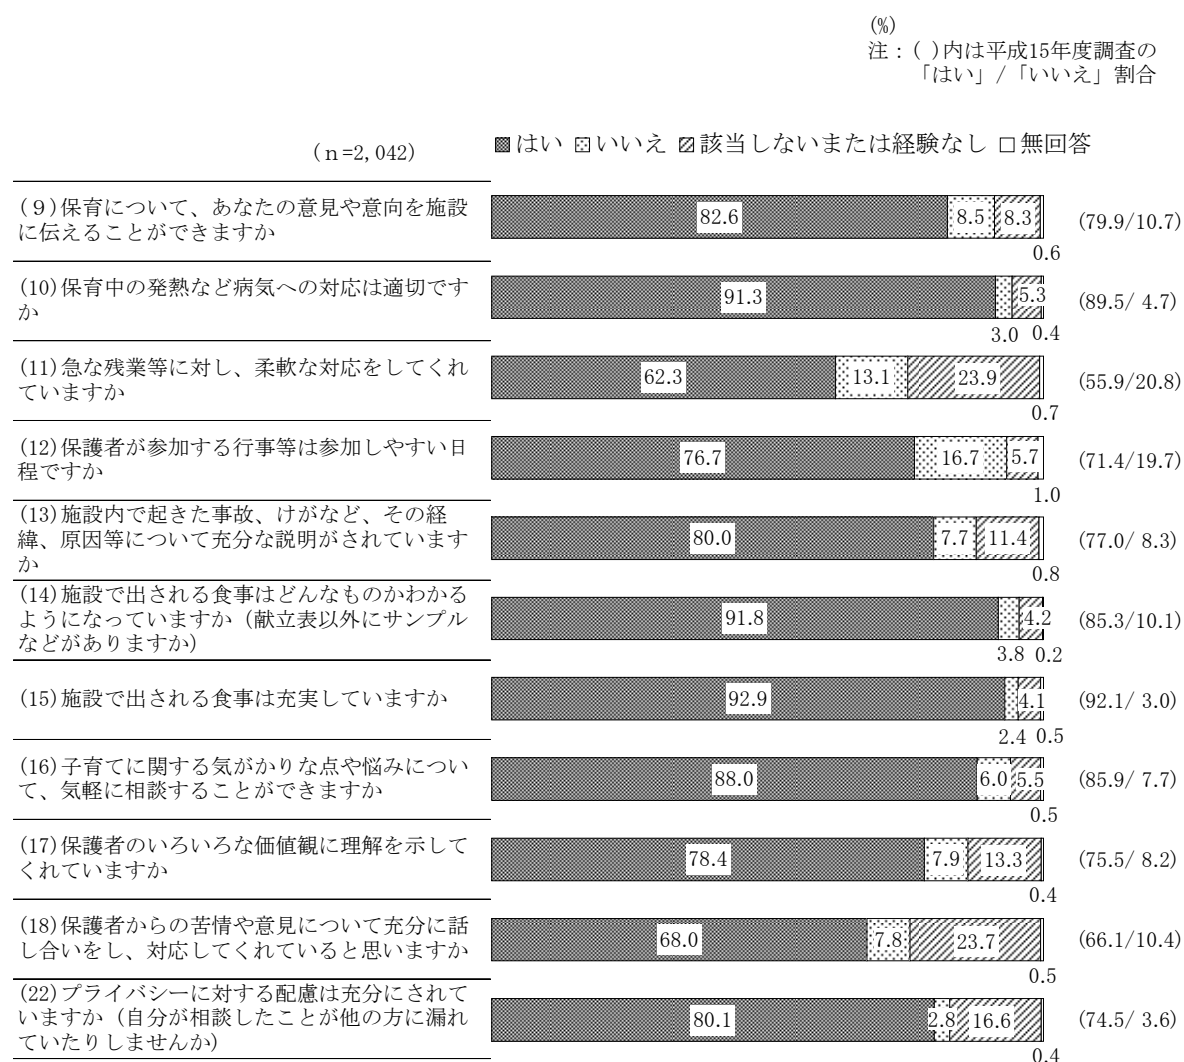 (%)
注：( )内は平成15年度調査の
「はい」/「いいえ」割合
（ｎ=2,042）
はい いいえ 該当しないまたは経験なし 無回答
(９)保育について、あなたの意見や意向を施設
に伝えることができますか
82.6 8.5 8.3
0.6
(79.9/10.7)
(10)保育中の発熱など病気への対応は適切です
か
91.3 5.3
3.0 0.4
(89.5/ 4.7)
(11)急な残業等に対し、柔軟な対応をしてくれ
ていますか
62.3 13.1 23.9
0.7
(55.9/20.8)
(12)保護者が参加する行事等は参加しやすい日
程ですか
76.7 16.7 5.7
1.0
(71.4/19.7)
(13)施設内で起きた事故、けがなど、その経
緯、原因等について充分な説明がされています
か
80.0 7.7 11.4
0.8
(77.0/ 8.3)
(14)施設で出される食事はどんなものかわかる
ようになっていますか（献立表以外にサンプル
などがありますか）
91.8 4.2
3.8 0.2
(85.3/10.1)
(15)施設で出される食事は充実していますか
92.9 4.1
2.4 0.5
(92.1/ 3.0)
(16)子育てに関する気がかりな点や悩みについ
て、気軽に相談することができますか
88.0 6.0 5.5
0.5
(85.9/ 7.7)
(17)保護者のいろいろな価値観に理解を示して
くれていますか
78.4 7.9 13.3
0.4
(75.5/ 8.2)
(18)保護者からの苦情や意見について充分に話
し合いをし、対応してくれていると思いますか
68.0 7.8 23.7
0.5
(66.1/10.4)
(22)プライバシーに対する配慮は充分にされて
いますか（自分が相談したことが他の方に漏れ
ていたりしませんか）
80.1 2.8 16.6
0.4
(74.5/ 3.6)